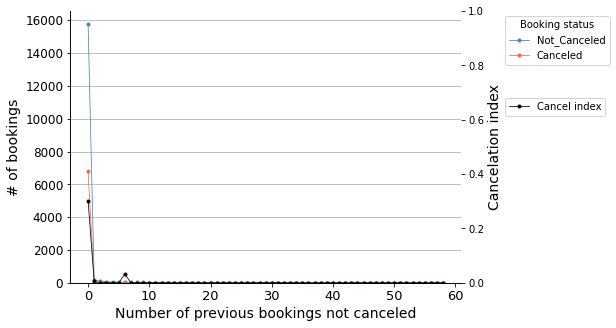 16000
14000
12000
10000
8000
6000
4000
2000
0
# of bookings
0 10 20 30 40 50 60
Number of previous bookings not canceled
1.0
0.8
0.6
0.4
0.2
0.0
Cancelation index
Booking status
Not_Canceled
Canceled
Cancel index